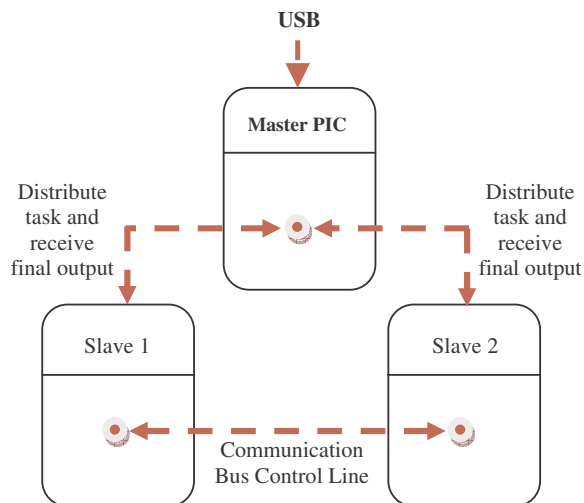 USB
Master PIC
Distribute
task and
receive
final output
Distribute
task and
receive
final output
Slave 1
Slave 2
Communication
Bus Control Line